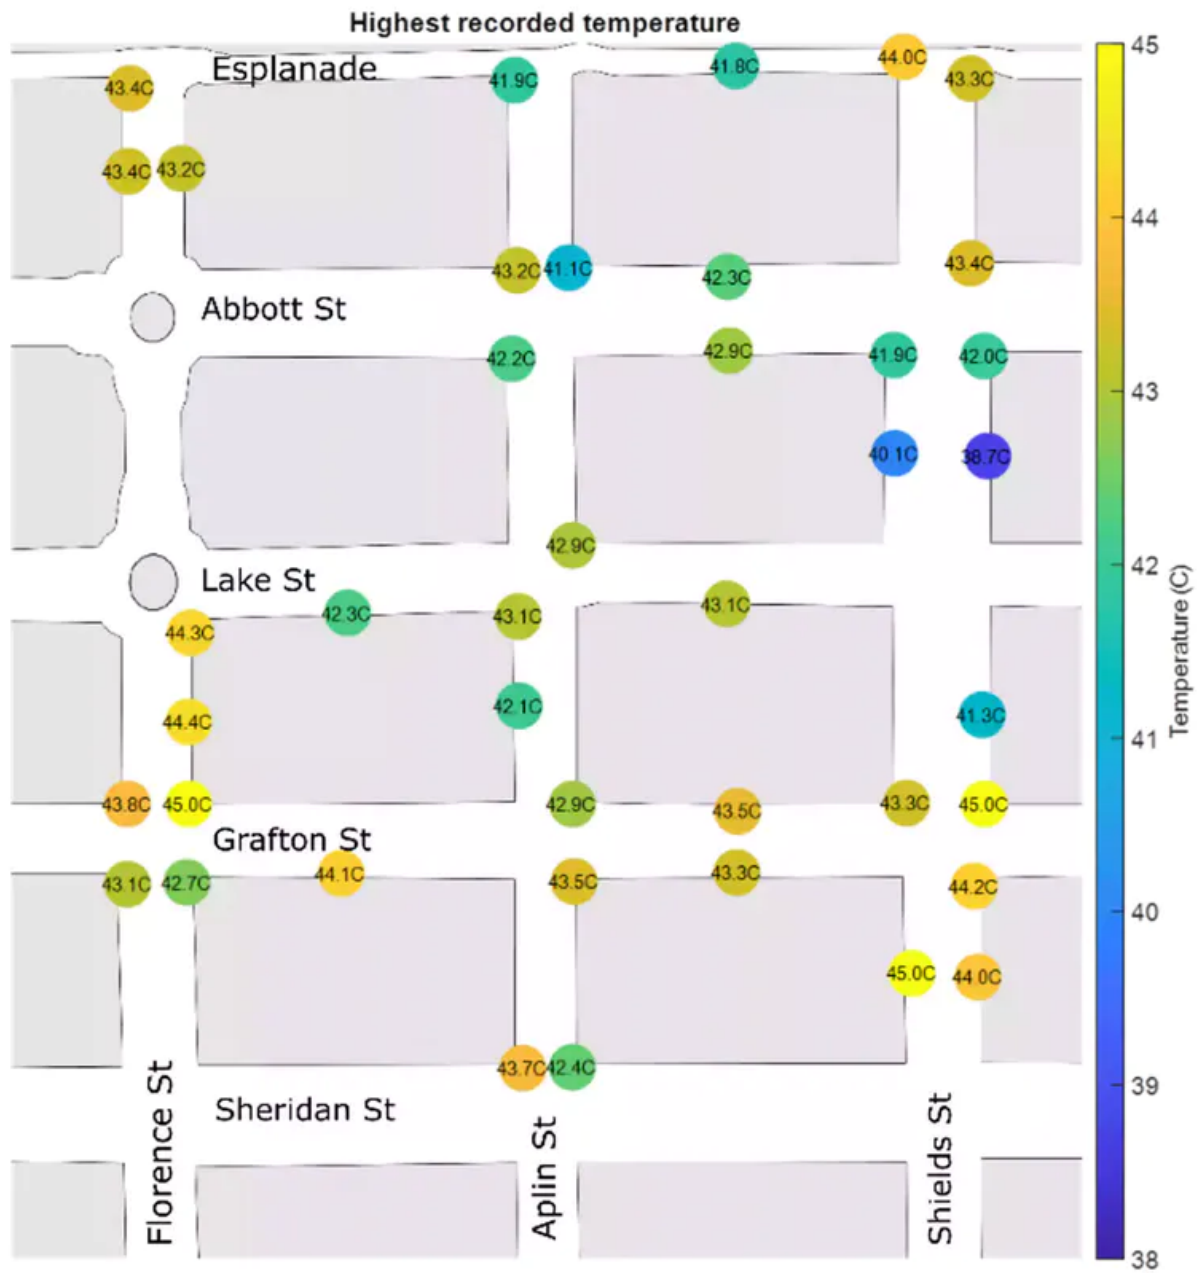 Highest recorded temperature
45
44.0C
Esplanade
41.8C
43.4C
41.9C
43.3C
43.4C
43.2C
44
43.2C
41.1C
42.3C
43.4C
Abbott St
42.2C
42.9C
41.9C
42.0C
43
40.1C
38.7C
42.9C
42
Lake St
42.3C
43.1C
43.1C
44.3C
Temperature (C)
42.1C
44.4C
41.3C
41
43.8C
45.0C
42.9C
43.5C
43.3C
45.0C
Grafton St
43.1C
42.7C
44.1C
43.5C
43.3C
44.2C
40
45.0C
44.0C
43.7C
42.4C
39
Sheridan St
Florence St
Aplin St
Shields St
38